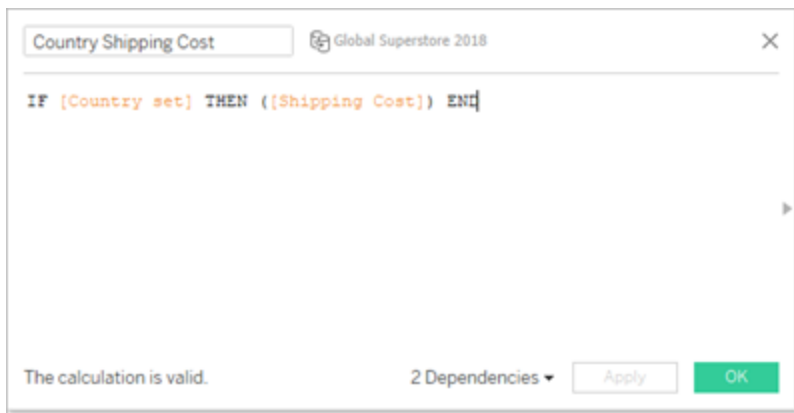 Country Shipping Cost
Global Superstore 2018
IF [Country set] THEN ([Shipping Cost]) END
The calculation is valid.
2 Dependencies
Apply
OK